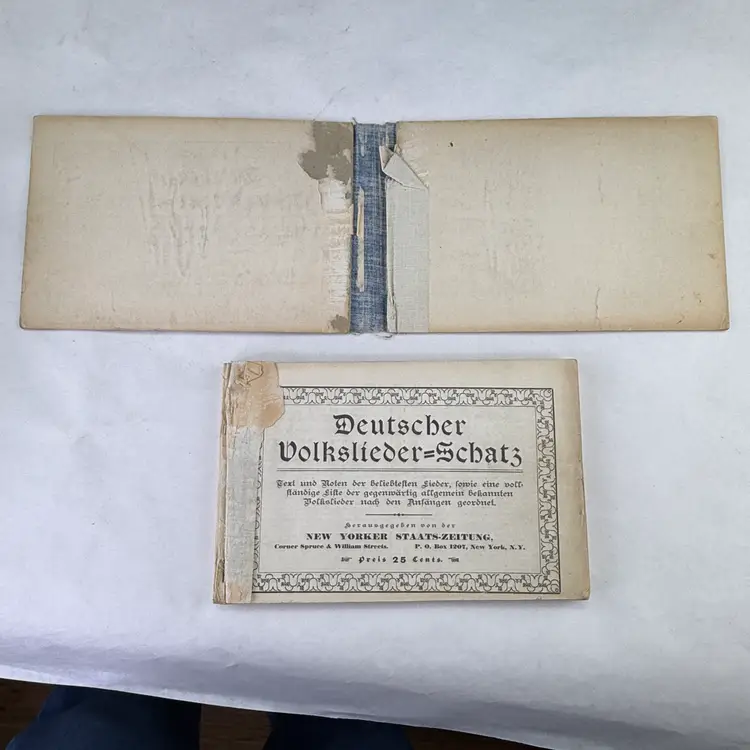 Deutscher
Volkslieder=Schatz
Text und Noten der beliebtesten Lieder, sowie eine voll=
ständige Liste der gegenwärtig allgemein bekannten
Volkslieder nach den Anfängen geordnet.
Herausgegeben von der
NEW YORKER STAATS-ZEITUNG,
Corner Spruce & William Streets. P. O. Box 1207, New York, N.Y.
Preis 25 Cents.